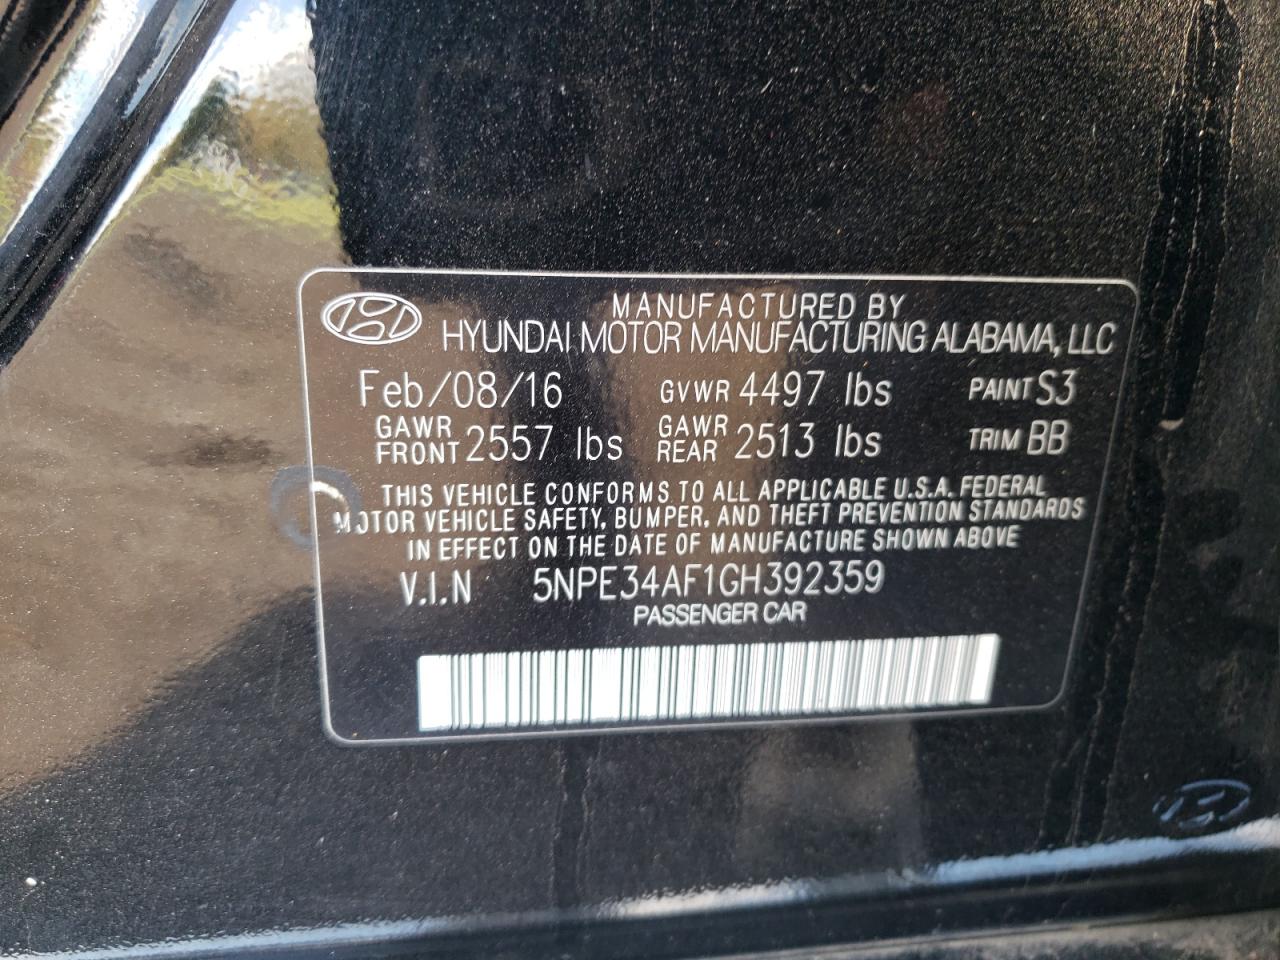 MANUFACTURED BY
HYUNDAI MOTOR MANUFACTURING ALABAMA, LLC
Feb/08/16 GVWR 4497 lbs PAINT S3
GAWR FRONT 2557 lbs GAWR REAR 2513 lbs TRIM BB
THIS VEHICLE CONFORMS TO ALL APPLICABLE U.S.A. FEDERAL
MOTOR VEHICLE SAFETY, BUMPER, AND THEFT PREVENTION STANDARDS
IN EFFECT ON THE DATE OF MANUFACTURE SHOWN ABOVE
V.I.N 5NPE34AF1GH392359
PASSENGER CAR